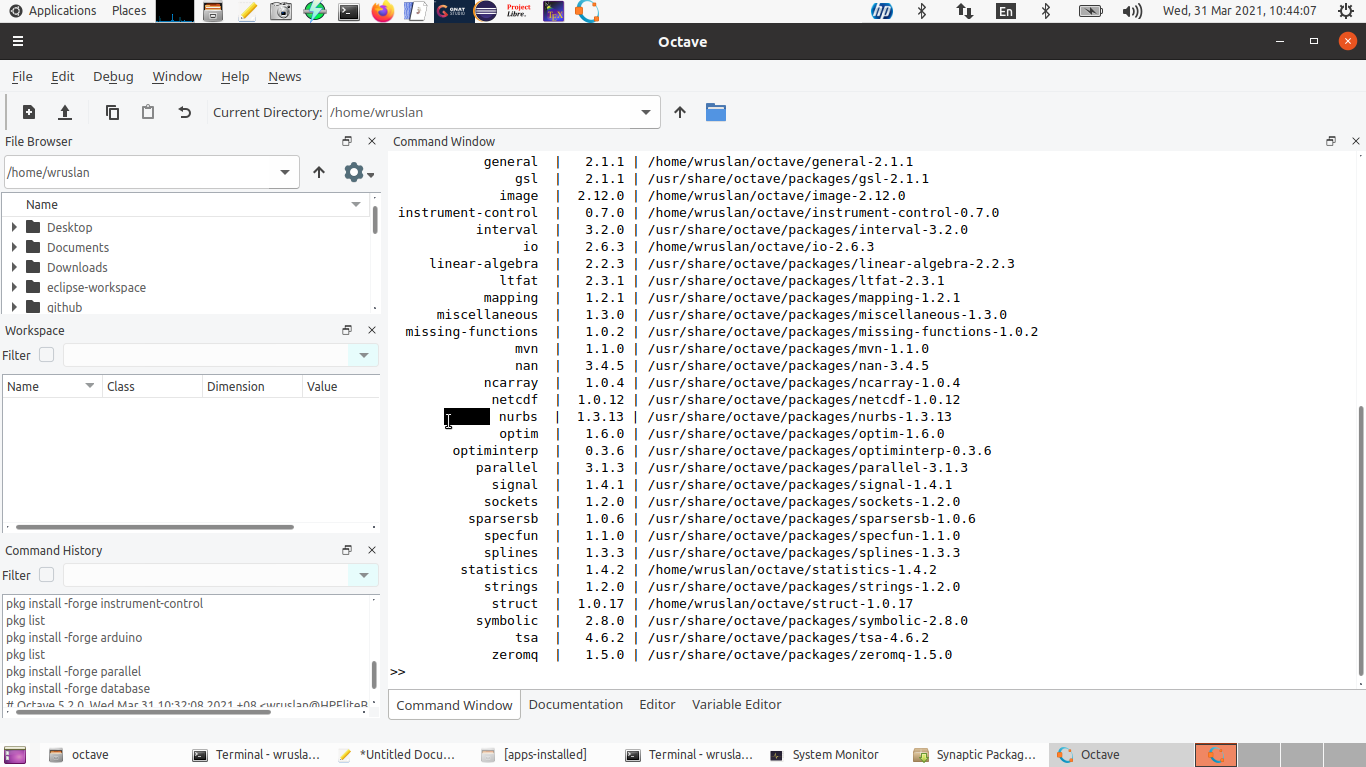 Applications Places GNAT STUDIO Project Libre. TeX hp En Wed, 31 Mar 2021, 10:44:07
Octave
File Edit Debug Window Help News
Current Directory: /home/wruslan
File Browser
/home/wruslan
Name
Desktop
Documents
Downloads
eclipse-workspace
github
Workspace
Filter
Name Class Dimension Value
Command History
Filter
pkg install -forge instrument-control
pkg list
pkg install -forge arduino
pkg list
pkg install -forge parallel
pkg install -forge database
# Octave 5.2.0, Wed Mar 31 10:32:08 2021 +08 <wruslan@HPEliteB
Command Window
general | 2.1.1 | /home/wruslan/octave/general-2.1.1
gsl | 2.1.1 | /usr/share/octave/packages/gsl-2.1.1
image | 2.12.0 | /home/wruslan/octave/image-2.12.0
instrument-control | 0.7.0 | /home/wruslan/octave/instrument-control-0.7.0
interval | 3.2.0 | /usr/share/octave/packages/interval-3.2.0
io | 2.6.3 | /home/wruslan/octave/io-2.6.3
linear-algebra | 2.2.3 | /usr/share/octave/packages/linear-algebra-2.2.3
ltfat | 2.3.1 | /usr/share/octave/packages/ltfat-2.3.1
mapping | 1.2.1 | /usr/share/octave/packages/mapping-1.2.1
miscellaneous | 1.3.0 | /usr/share/octave/packages/miscellaneous-1.3.0
missing-functions | 1.0.2 | /usr/share/octave/packages/missing-functions-1.0.2
mvn | 1.1.0 | /usr/share/octave/packages/mvn-1.1.0
nan | 3.4.5 | /usr/share/octave/packages/nan-3.4.5
ncarray | 1.0.4 | /usr/share/octave/packages/ncarray-1.0.4
netcdf | 1.0.12 | /usr/share/octave/packages/netcdf-1.0.12
nurbs | 1.3.13 | /usr/share/octave/packages/nurbs-1.3.13
optim | 1.6.0 | /usr/share/octave/packages/optim-1.6.0
optiminterp | 0.3.6 | /usr/share/octave/packages/optiminterp-0.3.6
parallel | 3.1.3 | /usr/share/octave/packages/parallel-3.1.3
signal | 1.4.1 | /usr/share/octave/packages/signal-1.4.1
sockets | 1.2.0 | /usr/share/octave/packages/sockets-1.2.0
sparsersb | 1.0.6 | /usr/share/octave/packages/sparsersb-1.0.6
specfun | 1.1.0 | /usr/share/octave/packages/specfun-1.1.0
splines | 1.3.3 | /usr/share/octave/packages/splines-1.3.3
statistics | 1.4.2 | /home/wruslan/octave/statistics-1.4.2
strings | 1.2.0 | /usr/share/octave/packages/strings-1.2.0
struct | 1.0.17 | /home/wruslan/octave/struct-1.0.17
symbolic | 2.8.0 | /usr/share/octave/packages/symbolic-2.8.0
tsa | 4.6.2 | /usr/share/octave/packages/tsa-4.6.2
zeromq | 1.5.0 | /usr/share/octave/packages/zeromq-1.5.0
>>
Command Window Documentation Editor Variable Editor
octave Terminal - wrusla... *Untitled Docu... [apps-installed] Terminal - wrusla... System Monitor Synaptic Packag... Octave